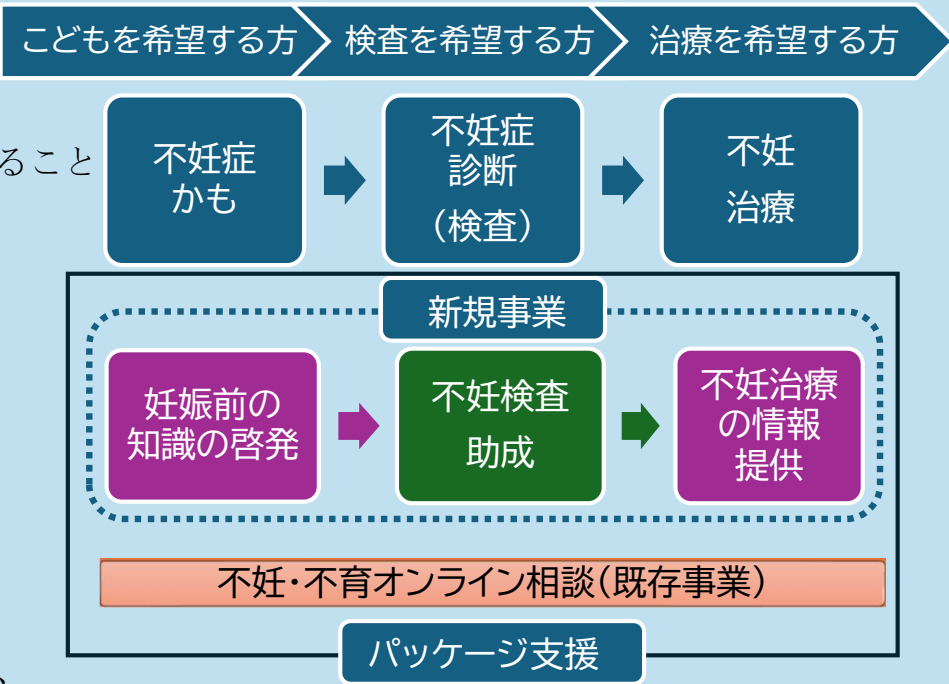 こどもを希望する方 検査を希望する方 治療を希望する方
ること
不妊症
かも
不妊症
診断
（検査）
不妊
治療
新規事業
妊娠前の
知識の啓発
不妊検査
助成
不妊治療
の情報
提供
不妊・不育オンライン相談（既存事業）
パッケージ支援